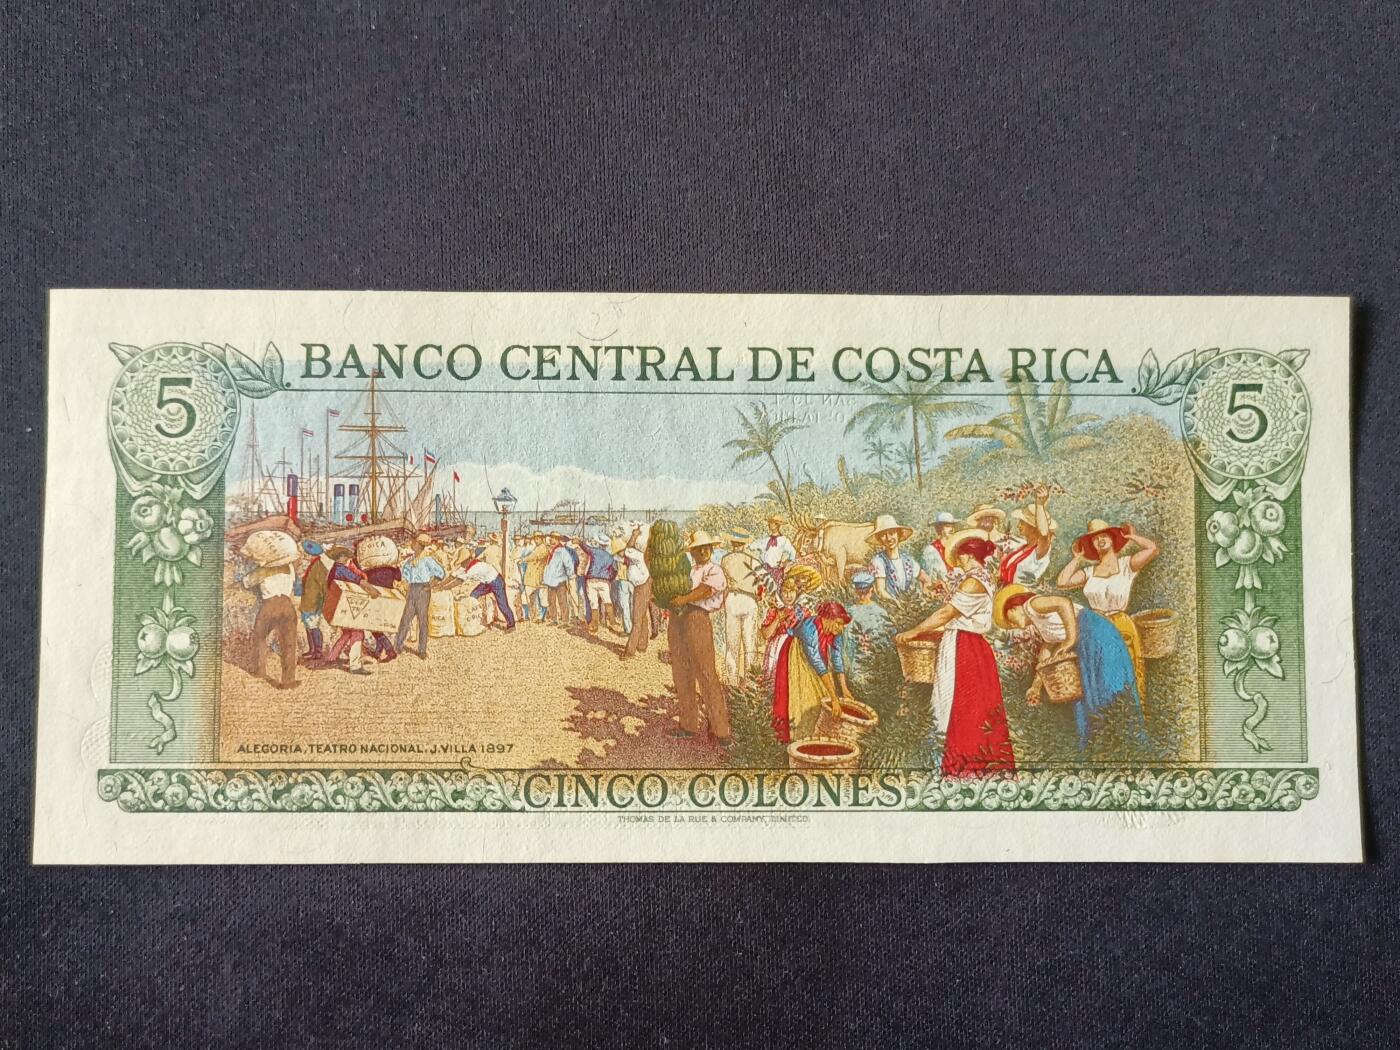 BANCO CENTRAL DE COSTA RICA
5
5
ALEGORIA, TEATRO NACIONAL. J. VILLA 1897
CINCO COLONES
THOMAS DE LA RUE & COMPANY, LIMITED.